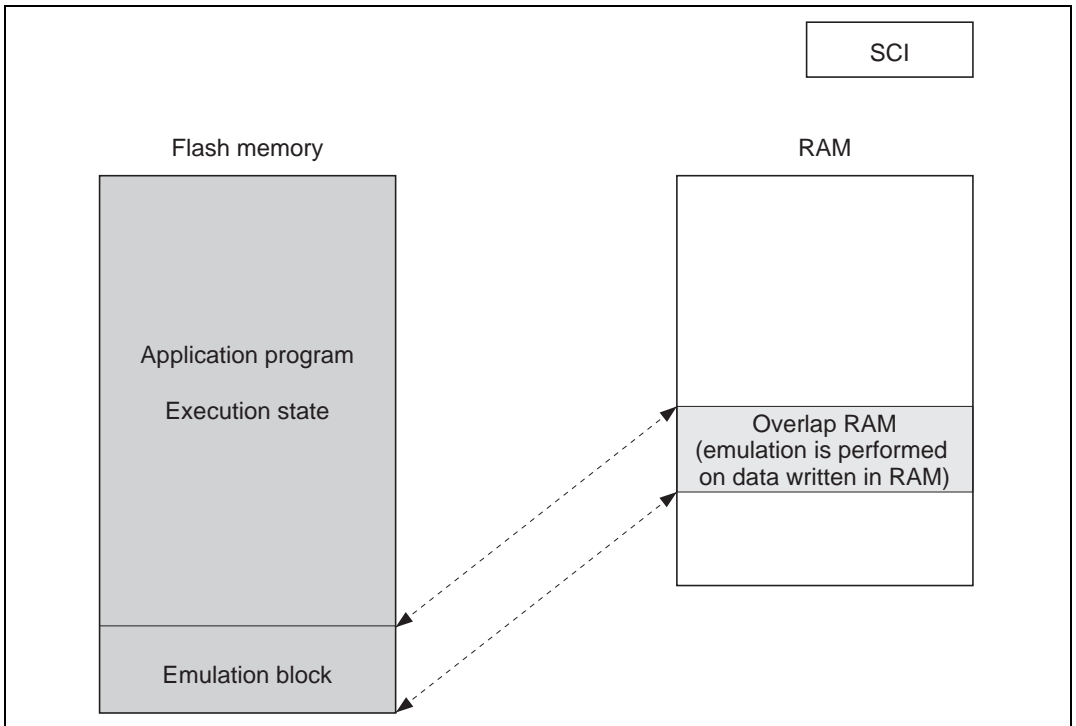 SCI
Flash memory
RAM
Application program
Execution state
Overlap RAM
(emulation is performed
on data written in RAM)
Emulation block